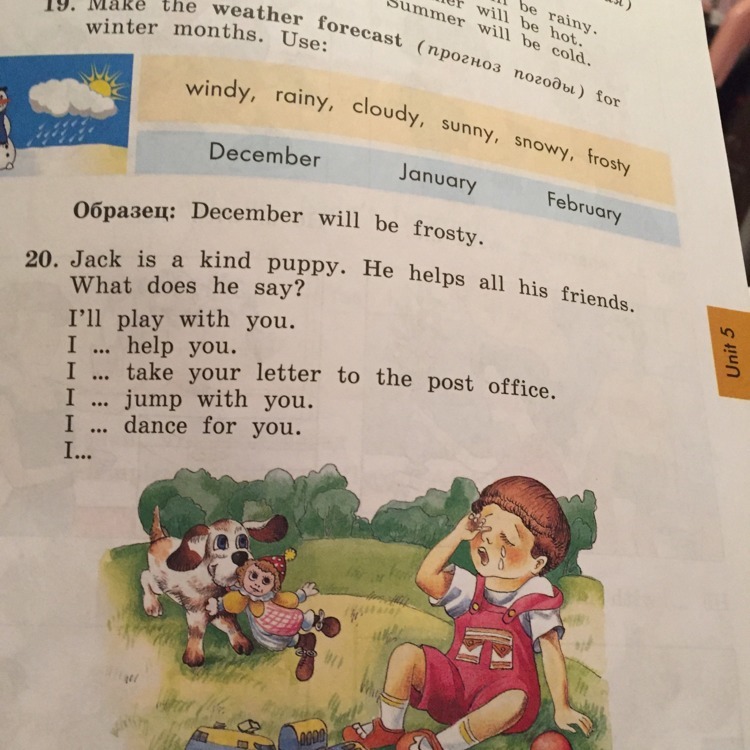 be rainy.
will be hot.
Summer will be cold.
19. Make the weather forecast (прогноз погоды) for
winter months. Use:
windy, rainy, cloudy, sunny, snowy, frosty
December January February
Образец: December will be frosty.
20. Jack is a kind puppy. He helps all his friends.
What does he say?
I'll play with you.
I ... help you.
I ... take your letter to the post office.
I ... jump with you.
I ... dance for you.
I...
Unit 5